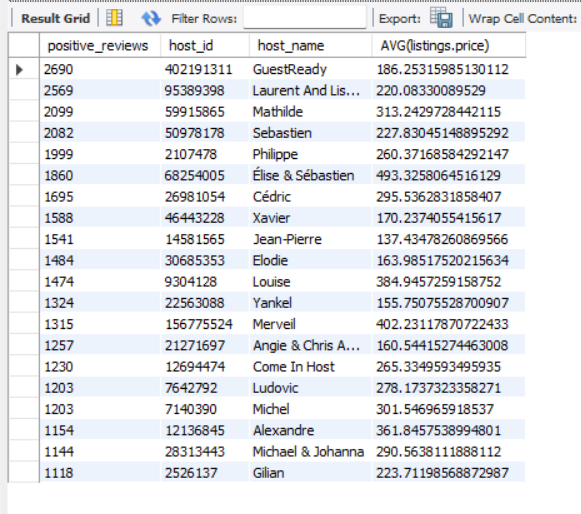 Result Grid Filter Rows: Export: Wrap Cell Content:
positive_reviews host_id host_name AVG(listings.price)
2690 402191311 GuestReady 186.25315985130112
2569 95389398 Laurent And Lis... 220.08330089529
2099 59915865 Mathilde 313.2429728442115
2082 50978178 Sebastien 227.83045148895292
1999 2107478 Philippe 260.37168584292147
1860 68254005 Élise & Sébastien 493.3258064516129
1695 26981054 Cédric 295.5362831858407
1588 46443228 Xavier 170.2374055415617
1541 14581565 Jean-Pierre 137.43478260869566
1484 30685353 Elodie 163.98517520215634
1474 9304128 Louise 384.9457259158752
1324 22563088 Yankel 155.75075528700907
1315 156775524 Merveil 402.23117870722433
1257 21271697 Angie & Chris A... 160.54415274463008
1230 12694474 Come In Host 265.3349593495935
1203 7642792 Ludovic 278.1737323358271
1203 7140390 Michel 301.546965918537
1154 12136845 Alexandre 361.8457538994801
1144 28313443 Michael & Johanna 290.5638111888112
1118 2526137 Gilian 223.71198568872987